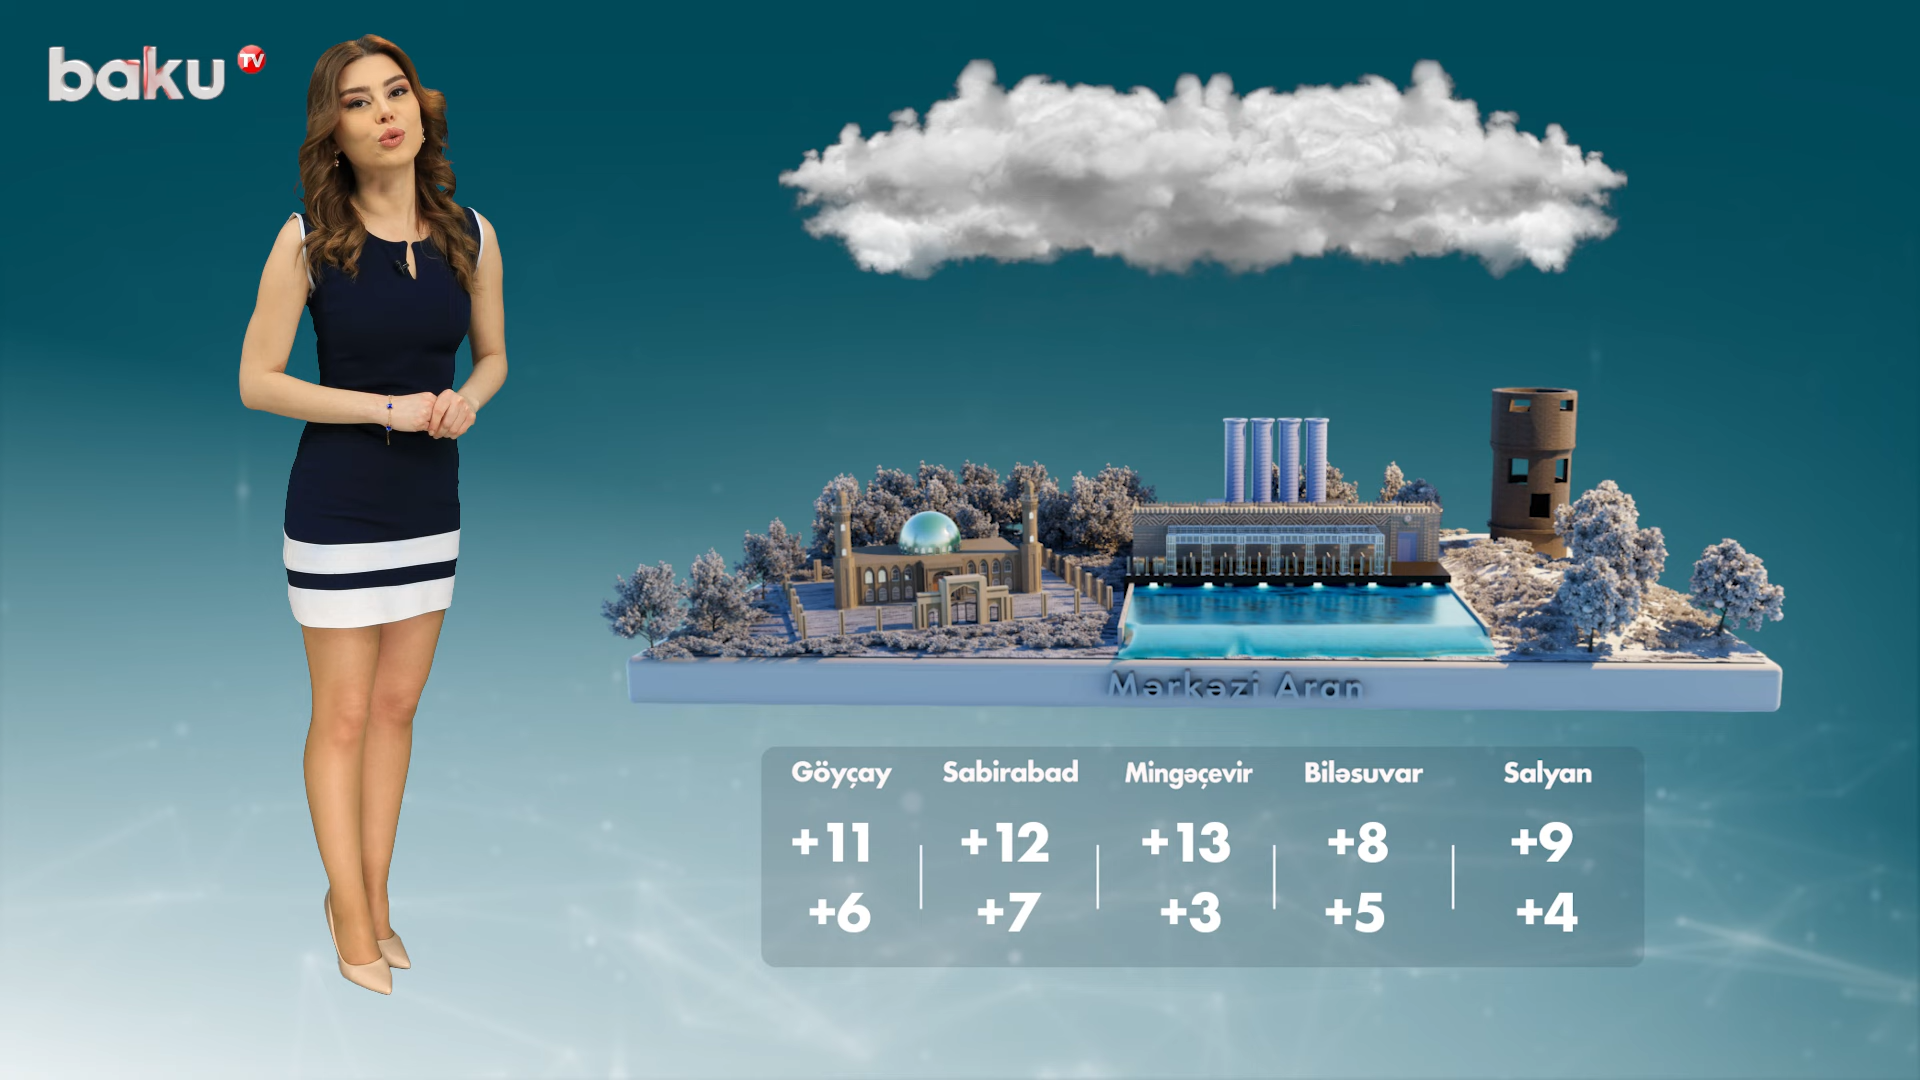 baku TV
Mərkəzi Aran
Göyçay Sabirabad Mingəçevir Biləsuvar Salyan
+11 +12 +13 +8 +9
+6 +7 +3 +5 +4